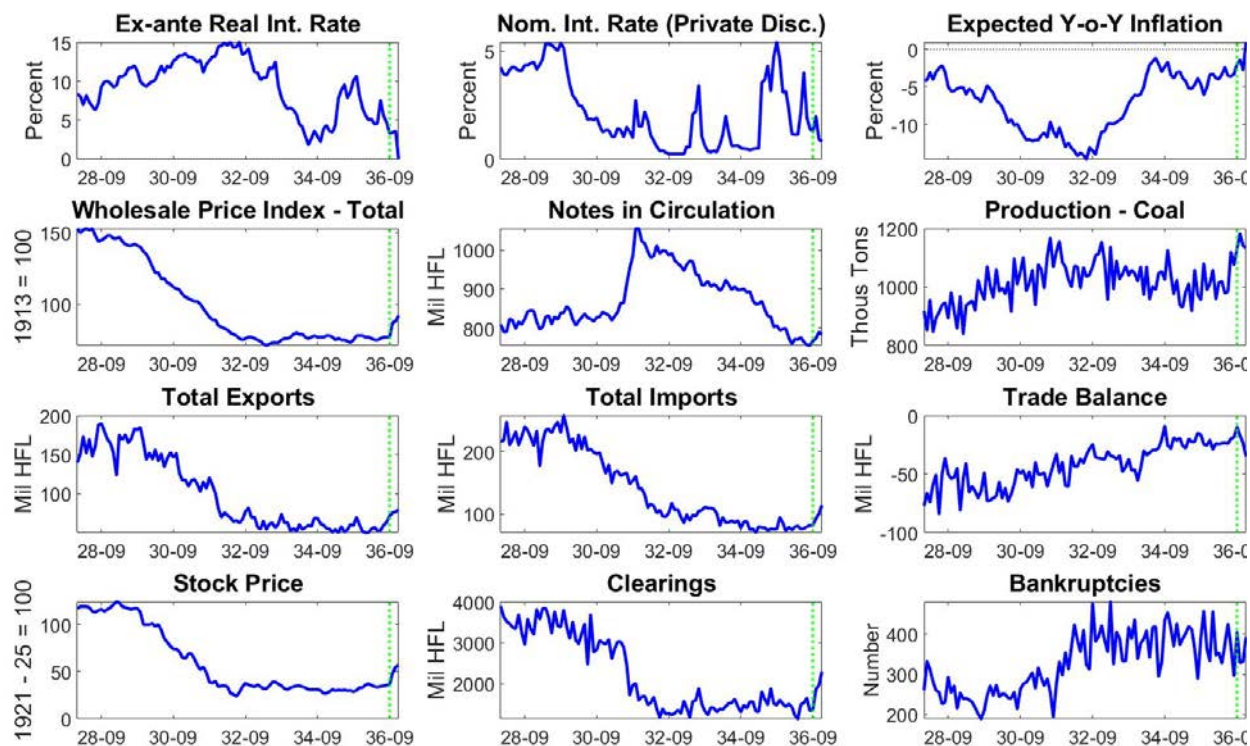 Ex-ante Real Int. Rate
Percent
15
10
5
0
28-09 30-09 32-09 34-09 36-09
Nom. Int. Rate (Private Disc.)
Percent
5
0
28-09 30-09 32-09 34-09 36-09
Expected Y-o-Y Inflation
Percent
0
-5
-10
28-09 30-09 32-09 34-09 36-0
Wholesale Price Index - Total
1913 = 100
150
100
28-09 30-09 32-09 34-09 36-09
Notes in Circulation
Mil HFL
1000
900
800
28-09 30-09 32-09 34-09 36-09
Production - Coal
Thous Tons
1200
1000
800
28-09 30-09 32-09 34-09 36-0
Total Exports
Mil HFL
200
150
100
28-09 30-09 32-09 34-09 36-09
Total Imports
Mil HFL
200
100
28-09 30-09 32-09 34-09 36-09
Trade Balance
Mil HFL
0
-50
-100
28-09 30-09 32-09 34-09 36-0
Stock Price
1921 - 25 = 100
100
50
0
28-09 30-09 32-09 34-09 36-09
Clearings
Mil HFL
4000
3000
2000
28-09 30-09 32-09 34-09 36-09
Bankruptcies
Number
400
300
200
28-09 30-09 32-09 34-09 36-0